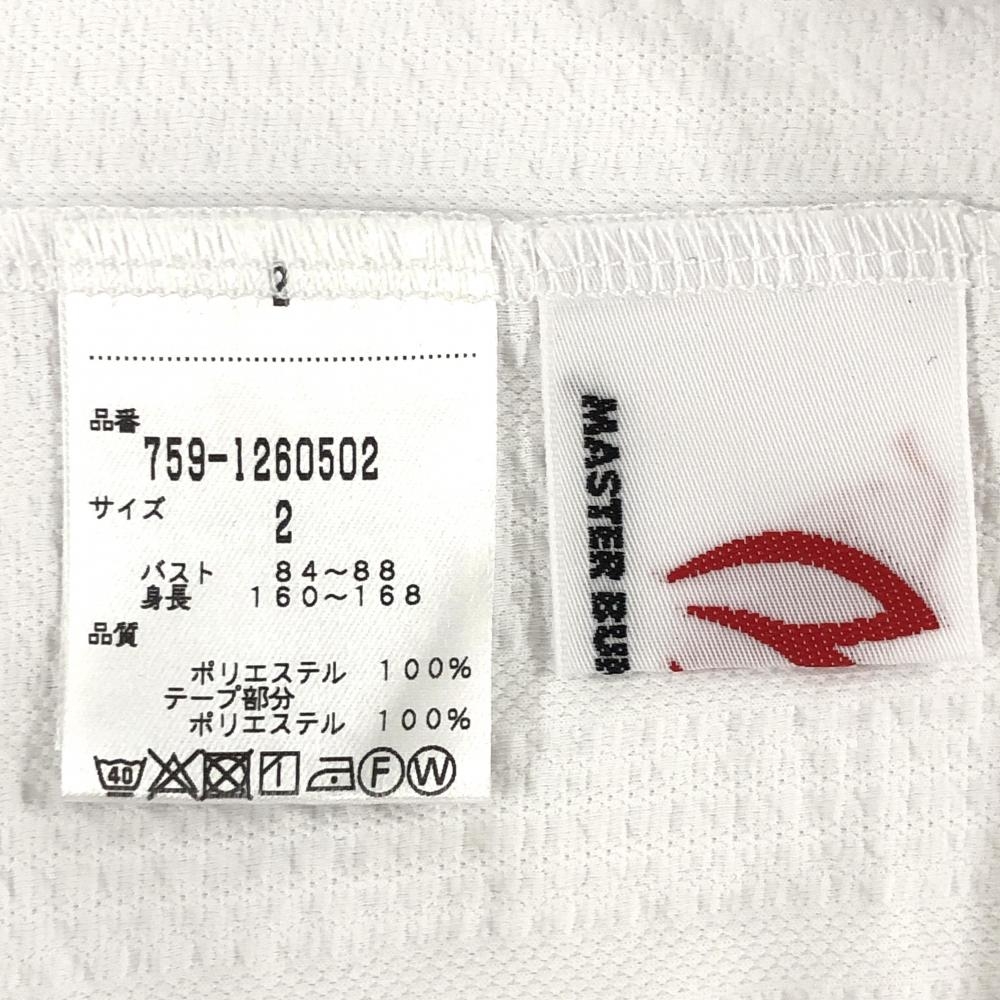 2
品番
759-1260502
サイズ
2
バスト 84～88
身長 160～168
品質
ポリエステル 100%
テープ部分
ポリエステル 100%
40 1 F W
MASTER BU